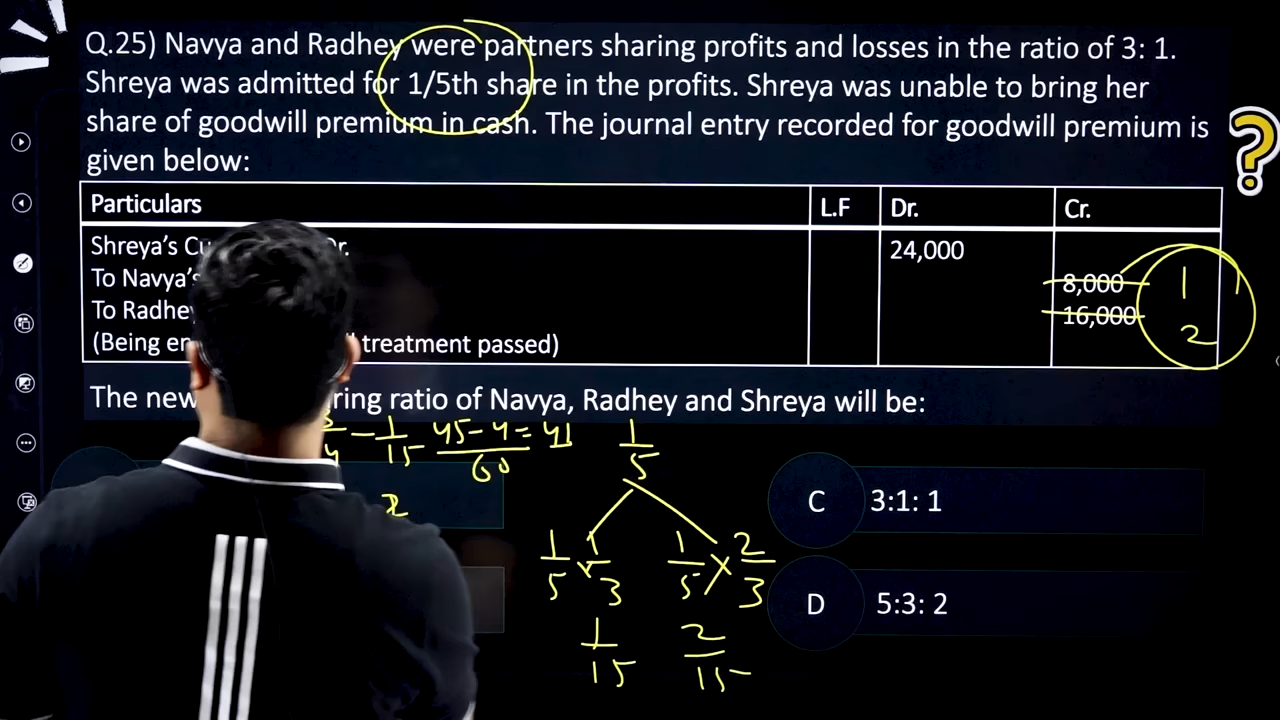 Q.25) Navya and Radhey were partners sharing profits and losses in the ratio of 3: 1.
Shreya was admitted for 1/5th share in the profits. Shreya was unable to bring her
share of goodwill premium in cash. The journal entry recorded for goodwill premium is
given below:
Particulars L.F Dr. Cr.
Shreya's r. 24,000
To Navya's 8,000 1
To 16,000 2
(Being treatment passed)
The new ring ratio of Navya, Radhey and Shreya will be:
4 - 1/15 45-4 = 41/60 1/5
C 3:1: 1
1/5 × 1/3 1/5 × 2/3
D 5:3: 2
1/15 2/15